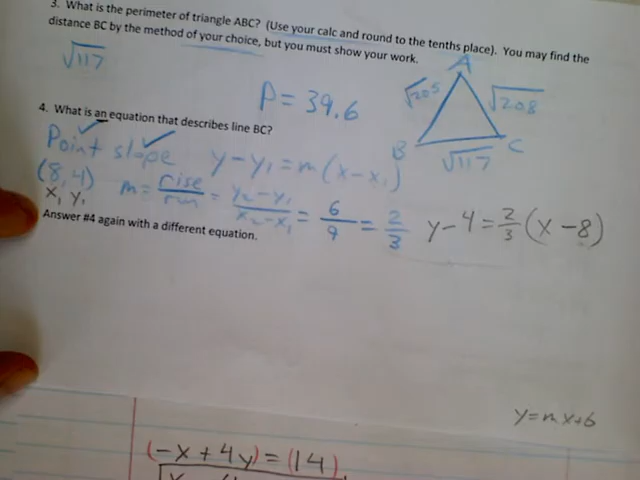 3. What is the perimeter of triangle ABC? (Use your calc and round to the tenths place). You may find the
distance BC by the method of your choice, but you must show your work.
√117
P = 39.6
A
√205
√208
B
C
√117
4. What is an equation that describes line BC?
Point slope y-y₁ = m(x-x₁)
(8,4)
x₁ y₁
m = rise/run = y₂-y₁/x₂-x₁ = 6/9 = 2/3
y-4=2/3(x-8)
Answer #4 again with a different equation.
y=mx+b
(-x+4y)=(14)